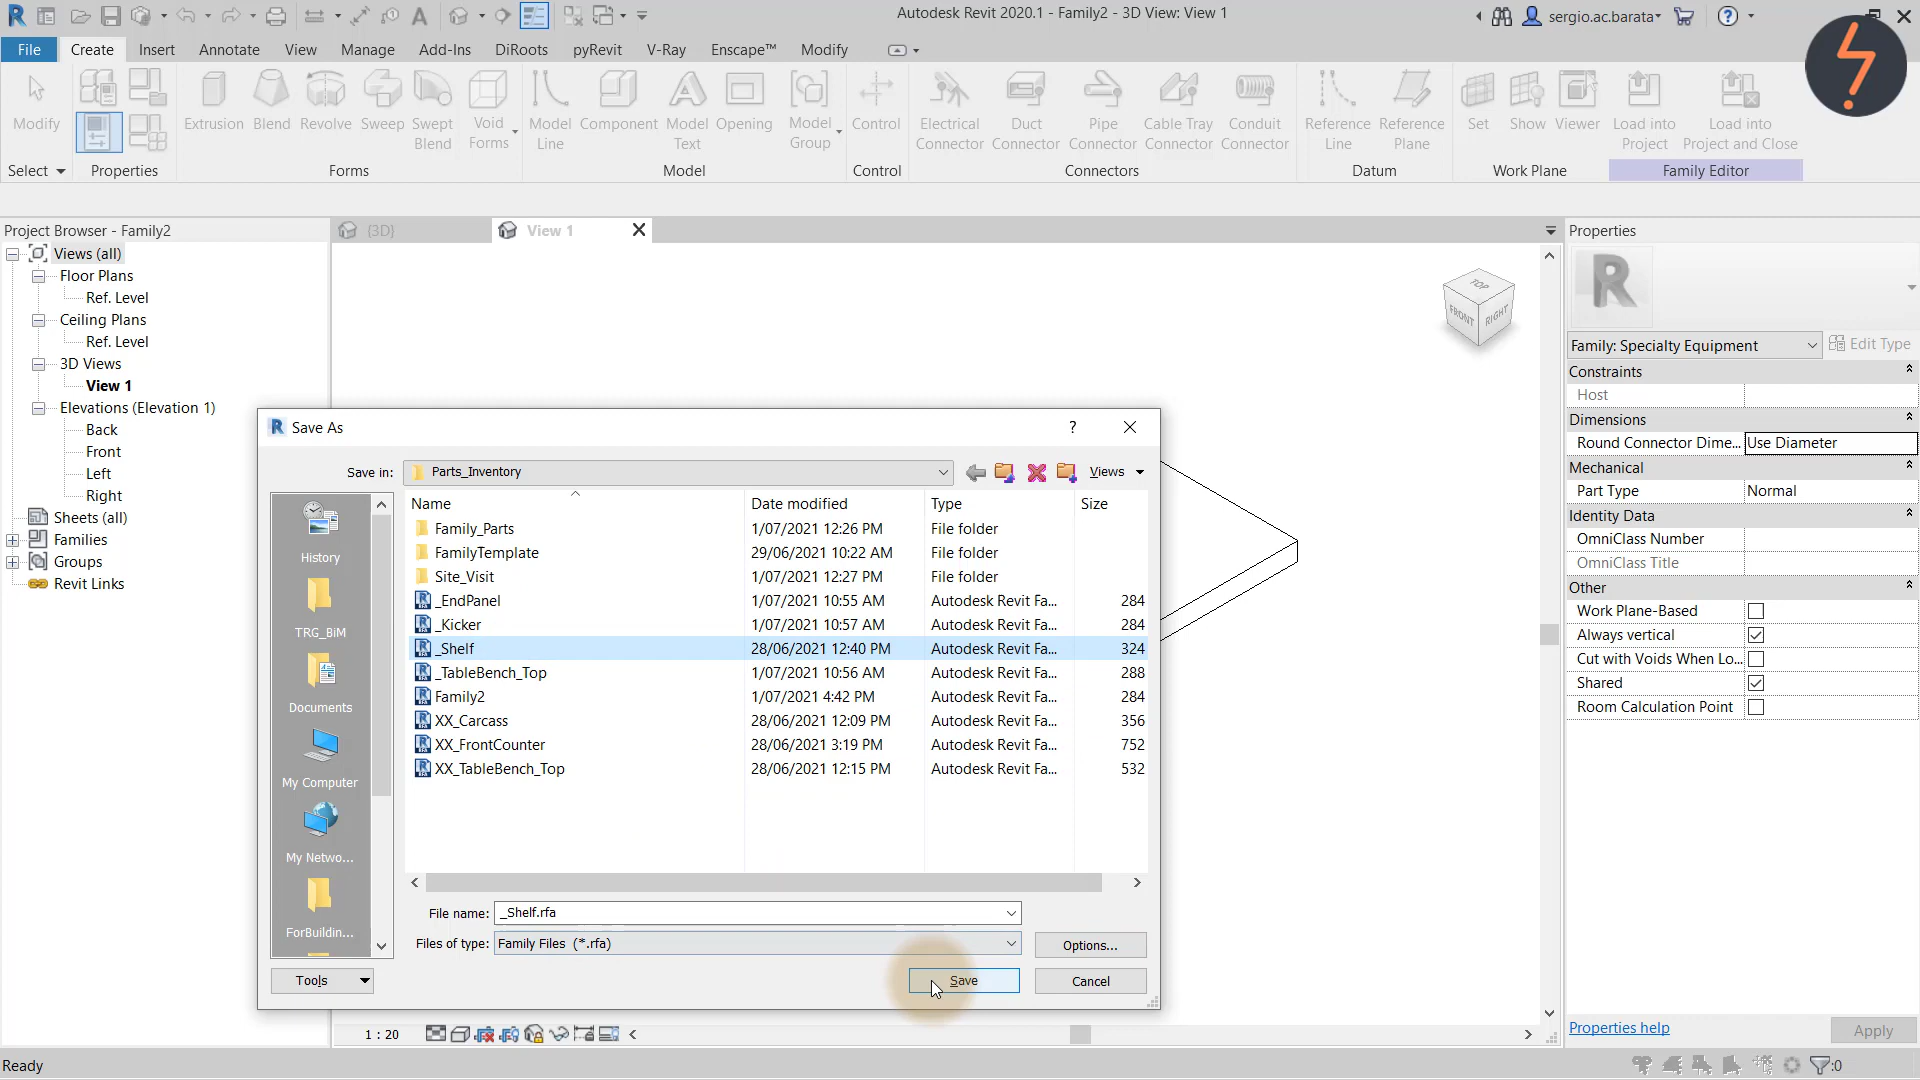 Autodesk Revit 2020.1 - Family2 - 3D View: View 1
sergio.ac.barata
File Create Insert Annotate View Manage Add-Ins DiRoots pyRevit V-Ray Enscape™ Modify
Modify
Extrusion Blend Revolve Sweep Swept Blend Void Forms
Model Line Component Model Text Opening Model Group
Control
Electrical Connector Duct Connector Pipe Connector Cable Tray Connector Conduit Connector
Reference Line Reference Plane
Set Show Viewer
Load into Project Load into Project and Close
Select Properties Forms Model Control Connectors Datum Work Plane Family Editor
Project Browser - Family2
Views (all)
Floor Plans
Ref. Level
Ceiling Plans
Ref. Level
3D Views
View 1
Elevations (Elevation 1)
Back
Front
Left
Right
Sheets (all)
Families
Groups
Revit Links
{3D}
View 1
TOP
FRONT
RIGHT
Save As
Save in: Parts_Inventory
Views
History
TRG_BiM
Documents
My Computer
My Netwo...
ForBuildin...
Name Date modified Type Size
Family_Parts 1/07/2021 12:26 PM File folder
FamilyTemplate 29/06/2021 10:22 AM File folder
Site_Visit 1/07/2021 12:27 PM File folder
_EndPanel 1/07/2021 10:55 AM Autodesk Revit Fa... 284
_Kicker 1/07/2021 10:57 AM Autodesk Revit Fa... 284
_Shelf 28/06/2021 12:40 PM Autodesk Revit Fa... 324
_TableBench_Top 1/07/2021 10:56 AM Autodesk Revit Fa... 288
Family2 1/07/2021 4:42 PM Autodesk Revit Fa... 284
XX_Carcass 28/06/2021 12:09 PM Autodesk Revit Fa... 356
XX_FrontCounter 28/06/2021 3:19 PM Autodesk Revit Fa... 752
XX_TableBench_Top 28/06/2021 12:15 PM Autodesk Revit Fa... 532
File name: _Shelf.rfa
Files of type: Family Files (*.rfa)
Options...
Tools
Save
Cancel
Properties
Family: Specialty Equipment
Edit Type
Constraints
Host
Dimensions
Round Connector Dime... Use Diameter
Mechanical
Part Type Normal
Identity Data
OmniClass Number
OmniClass Title
Other
Work Plane-Based
Always vertical
Cut with Voids When Lo...
Shared
Room Calculation Point
Properties help
Apply
1 : 20
Ready
:0